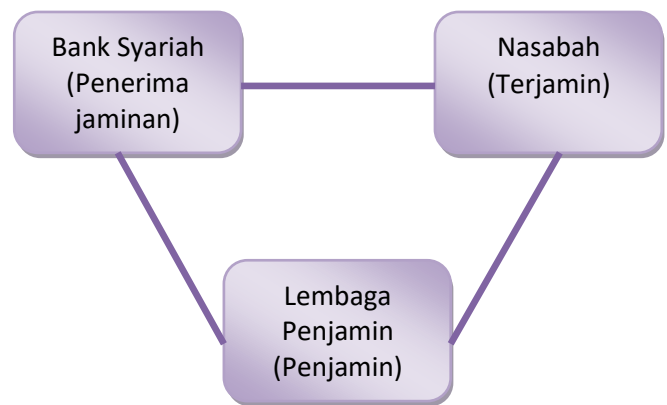 Bank Syariah
(Penerima
jaminan)
Nasabah
(Terjamin)
Lembaga
Penjamin
(Penjamin)